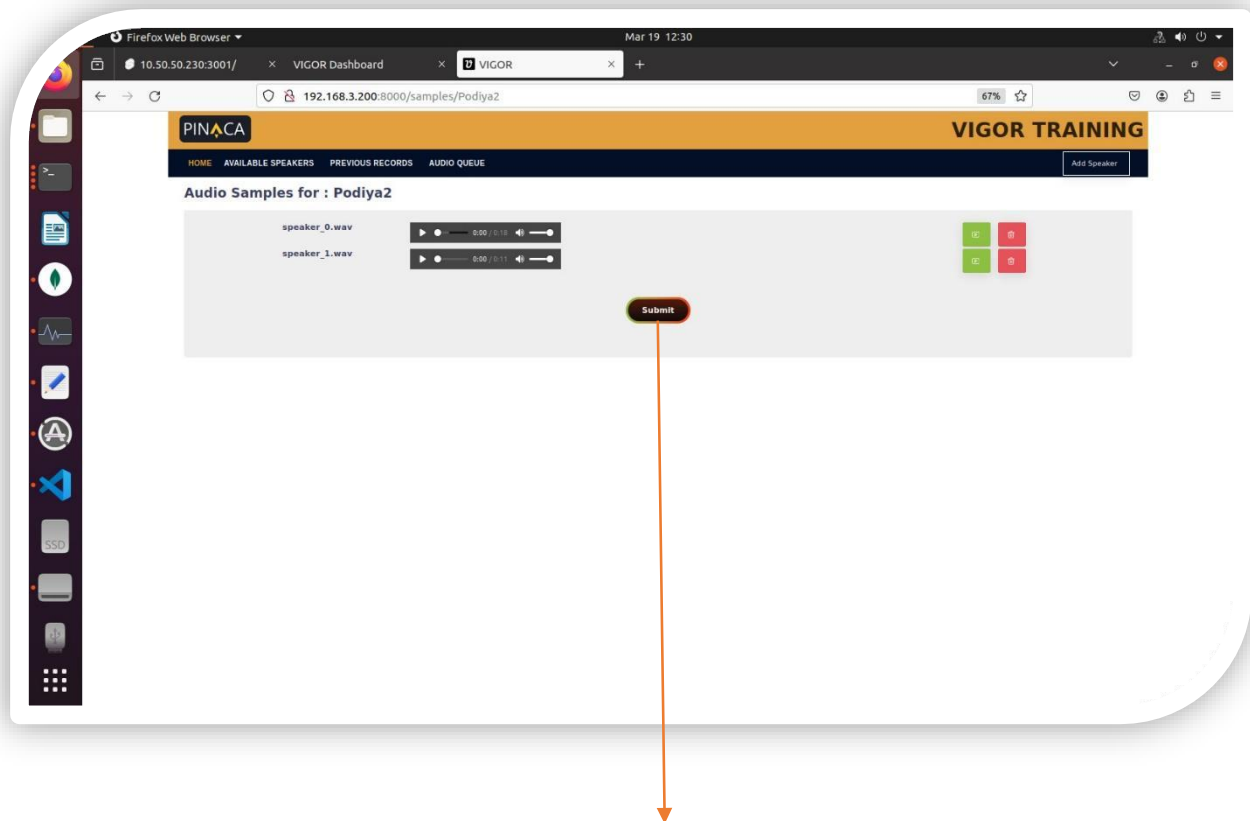 Firefox Web Browser Mar 19 12:30
10.50.50.230:3001/ × VIGOR Dashboard × VIGOR × +
192.168.3.200:8000/samples/Podiya2 67%
PINACA VIGOR TRAINING
HOME AVAILABLE SPEAKERS PREVIOUS RECORDS AUDIO QUEUE Add Speaker
Audio Samples for : Podiya2
speaker_0.wav 0:00 / 0:18
speaker_1.wav 0:00 / 0:11
Submit
SSD